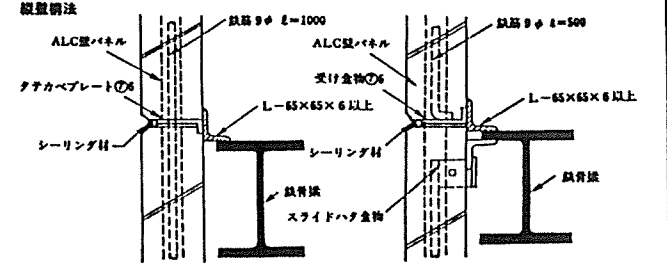 縦壁構法
鉄筋9φ ℓ=1000
ALC壁パネル
タテカベプレート⑦6
L-65×65×6以上
シーリング材
鉄骨梁
鉄筋9φ ℓ=500
ALC壁パネル
受け金物⑦6
L-65×65×6以上
シーリング材
鉄骨梁
スライドハタ金物